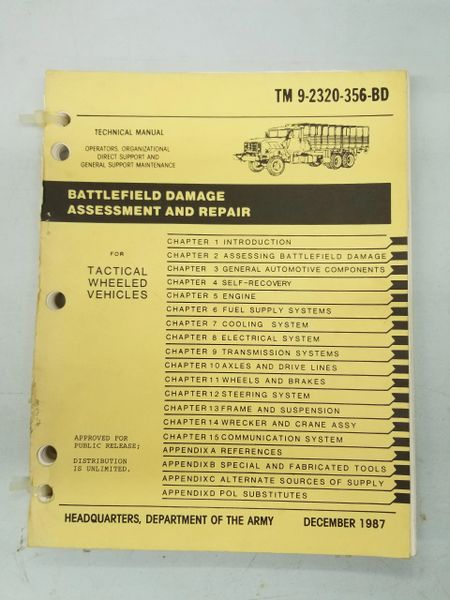 TM 9-2320-356-BD
TECHNICAL MANUAL
OPERATORS, ORGANIZATIONAL
DIRECT SUPPORT AND
GENERAL SUPPORT MAINTENANCE
BATTLEFIELD DAMAGE
ASSESSMENT AND REPAIR
FOR
TACTICAL
WHEELED
VEHICLES
CHAPTER 1 INTRODUCTION
CHAPTER 2 ASSESSING BATTLEFIELD DAMAGE
CHAPTER 3 GENERAL AUTOMOTIVE COMPONENTS
CHAPTER 4 SELF-RECOVERY
CHAPTER 5 ENGINE
CHAPTER 6 FUEL SUPPLY SYSTEMS
CHAPTER 7 COOLING SYSTEM
CHAPTER 8 ELECTRICAL SYSTEM
CHAPTER 9 TRANSMISSION SYSTEMS
CHAPTER 10 AXLES AND DRIVE LINES
CHAPTER 11 WHEELS AND BRAKES
CHAPTER 12 STEERING SYSTEM
CHAPTER 13 FRAME AND SUSPENSION
CHAPTER 14 WRECKER AND CRANE ASSY
CHAPTER 15 COMMUNICATION SYSTEM
APPENDIX A REFERENCES
APPENDIX B SPECIAL AND FABRICATED TOOLS
APPENDIX C ALTERNATE SOURCES OF SUPPLY
APPENDIX D POL SUBSTITUTES
APPROVED FOR
PUBLIC RELEASE;
DISTRIBUTION
IS UNLIMITED.
HEADQUARTERS, DEPARTMENT OF THE ARMY DECEMBER 1987